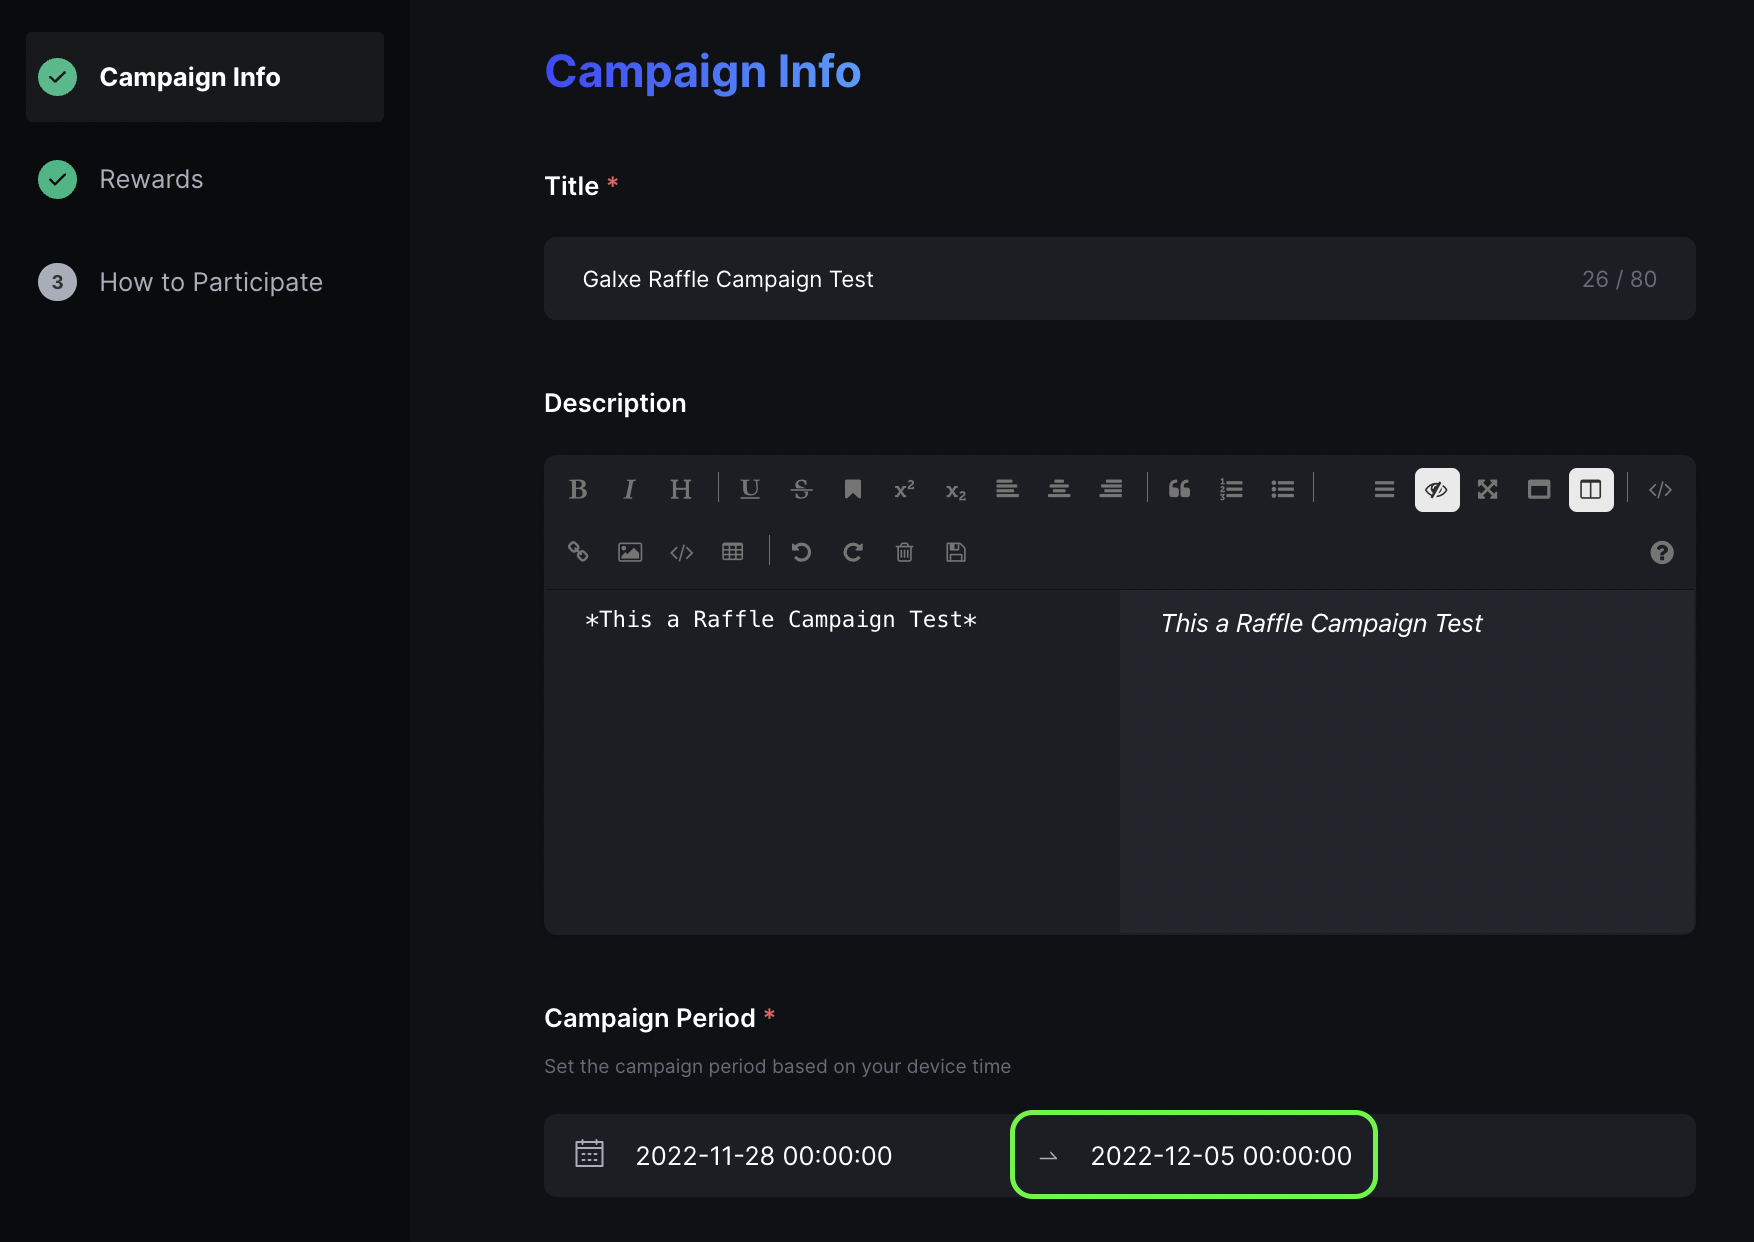 Campaign Info
Rewards
3 How to Participate
Campaign Info
Title *
Galxe Raffle Campaign Test 26 / 80
Description
B I H U S x² x₂
*This a Raffle Campaign Test* This a Raffle Campaign Test
Campaign Period *
Set the campaign period based on your device time
2022-11-28 00:00:00 → 2022-12-05 00:00:00